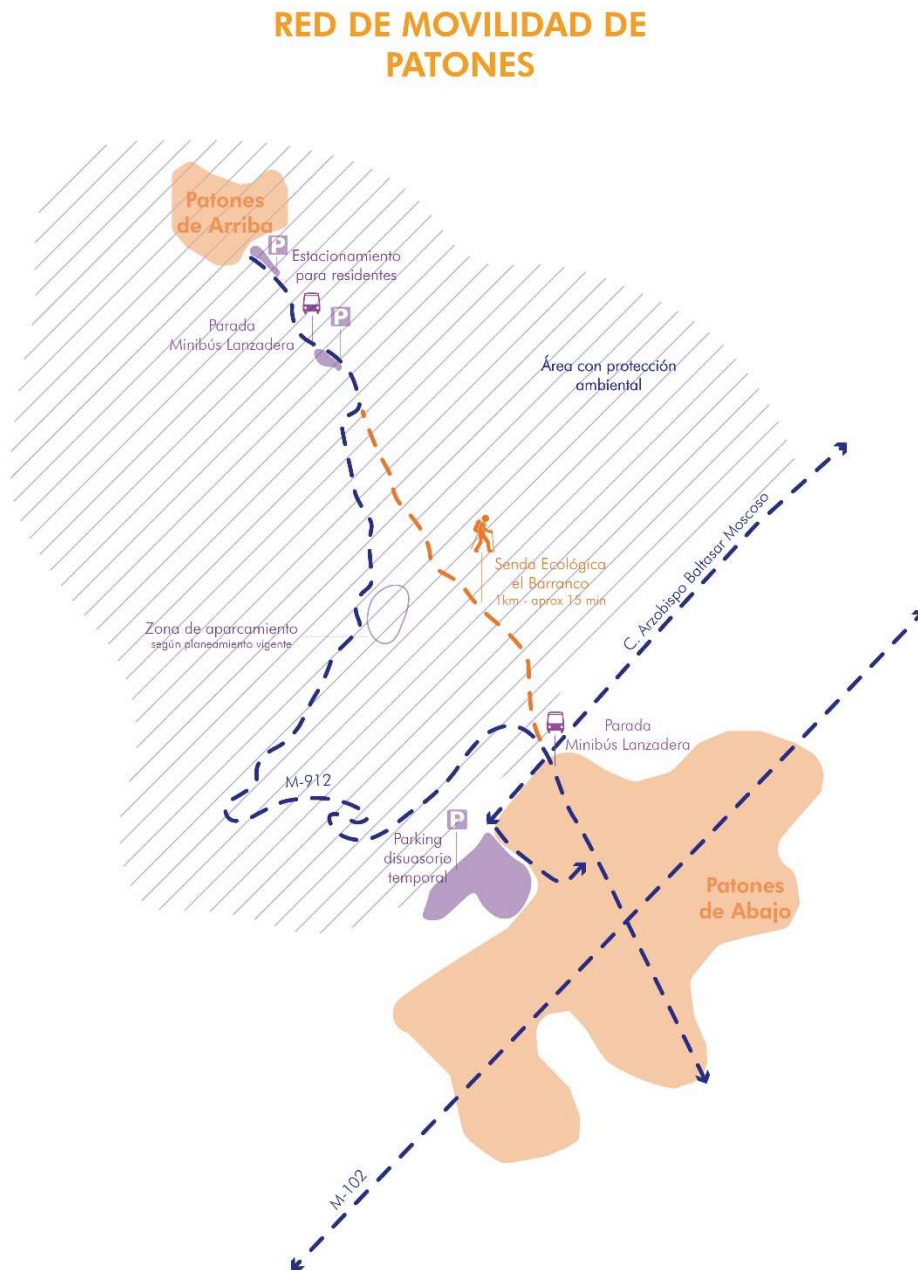 RED DE MOVILIDAD DE
PATONES
Patones
de Arriba
P
Estacionamiento
para residentes
P
Parada
Minibús Lanzadera
Área con protección
ambiental
C. Arzobispo Baltasar Moscoso
Senda Ecológica
el Barranco
1km - aprox 15 min
Zona de aparcamiento
según planeamiento vigente
Parada
Minibús Lanzadera
M-912
P
Parking
disuasorio
temporal
Patones
de Abajo
M-102